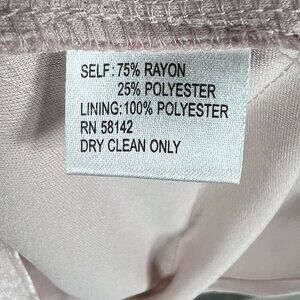 SELF: 75% RAYON
25% POLYESTER
LINING: 100% POLYESTER
RN 58142
DRY CLEAN ONLY